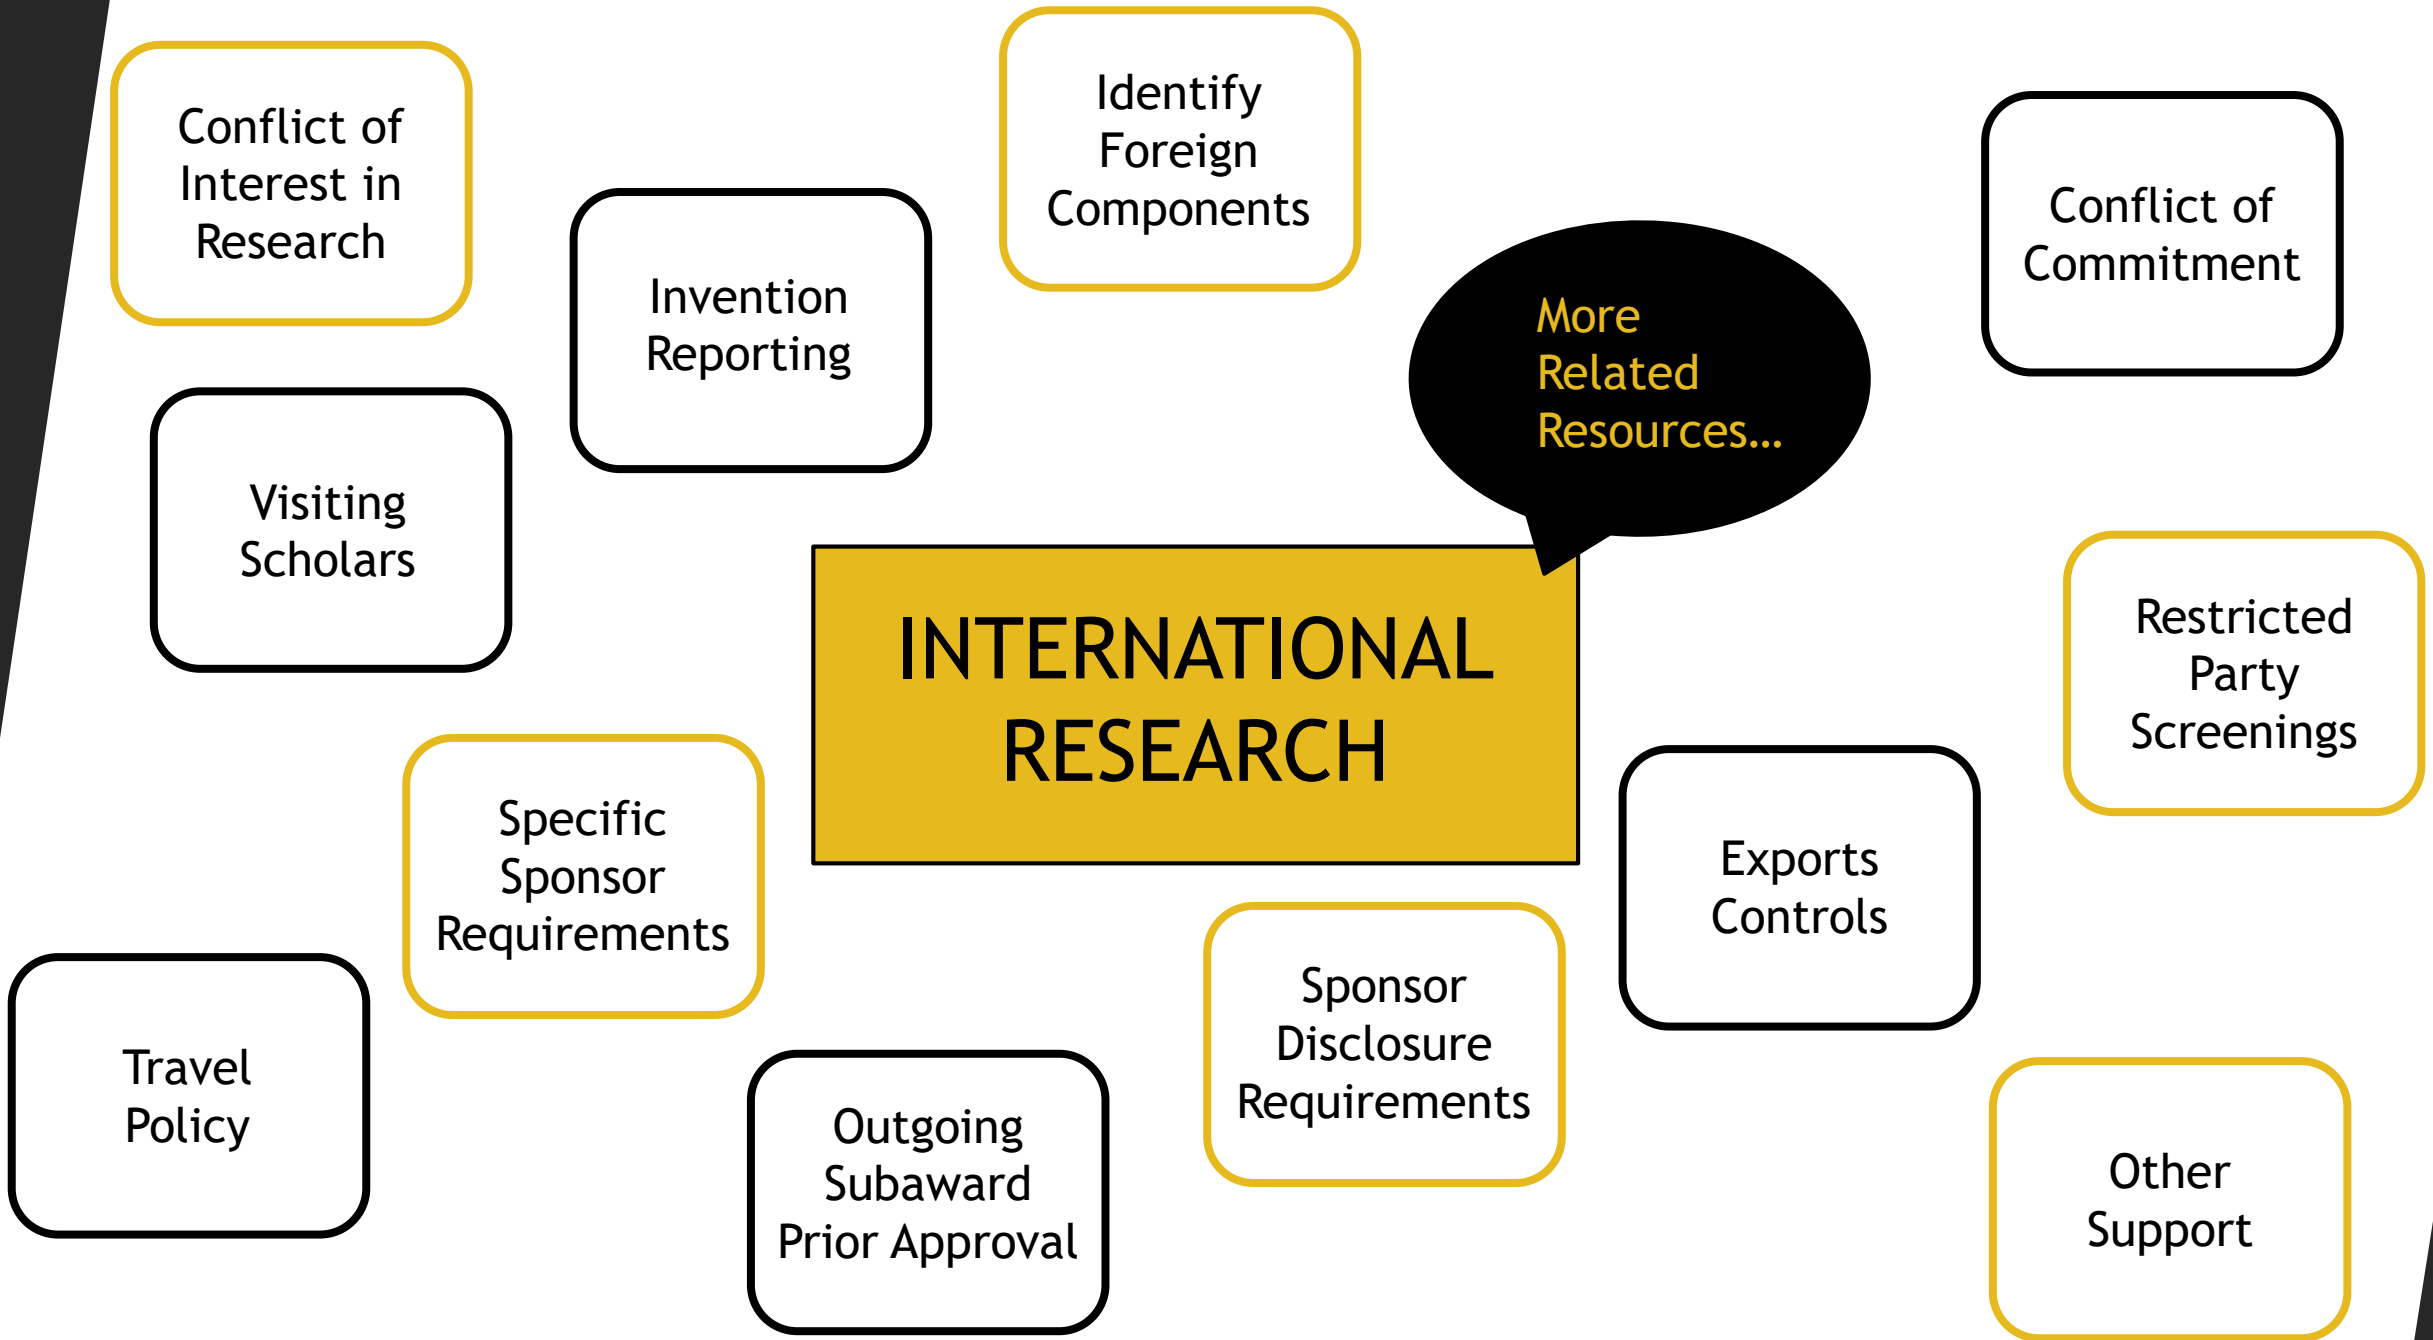 Conflict of
Interest in
Research
Identify
Foreign
Components
Conflict of
Commitment
Invention
Reporting
More
Related
Resources…
Visiting
Scholars
INTERNATIONAL
RESEARCH
Restricted
Party
Screenings
Specific
Sponsor
Requirements
Exports
Controls
Sponsor
Disclosure
Requirements
Travel
Policy
Outgoing
Subaward
Prior Approval
Other
Support